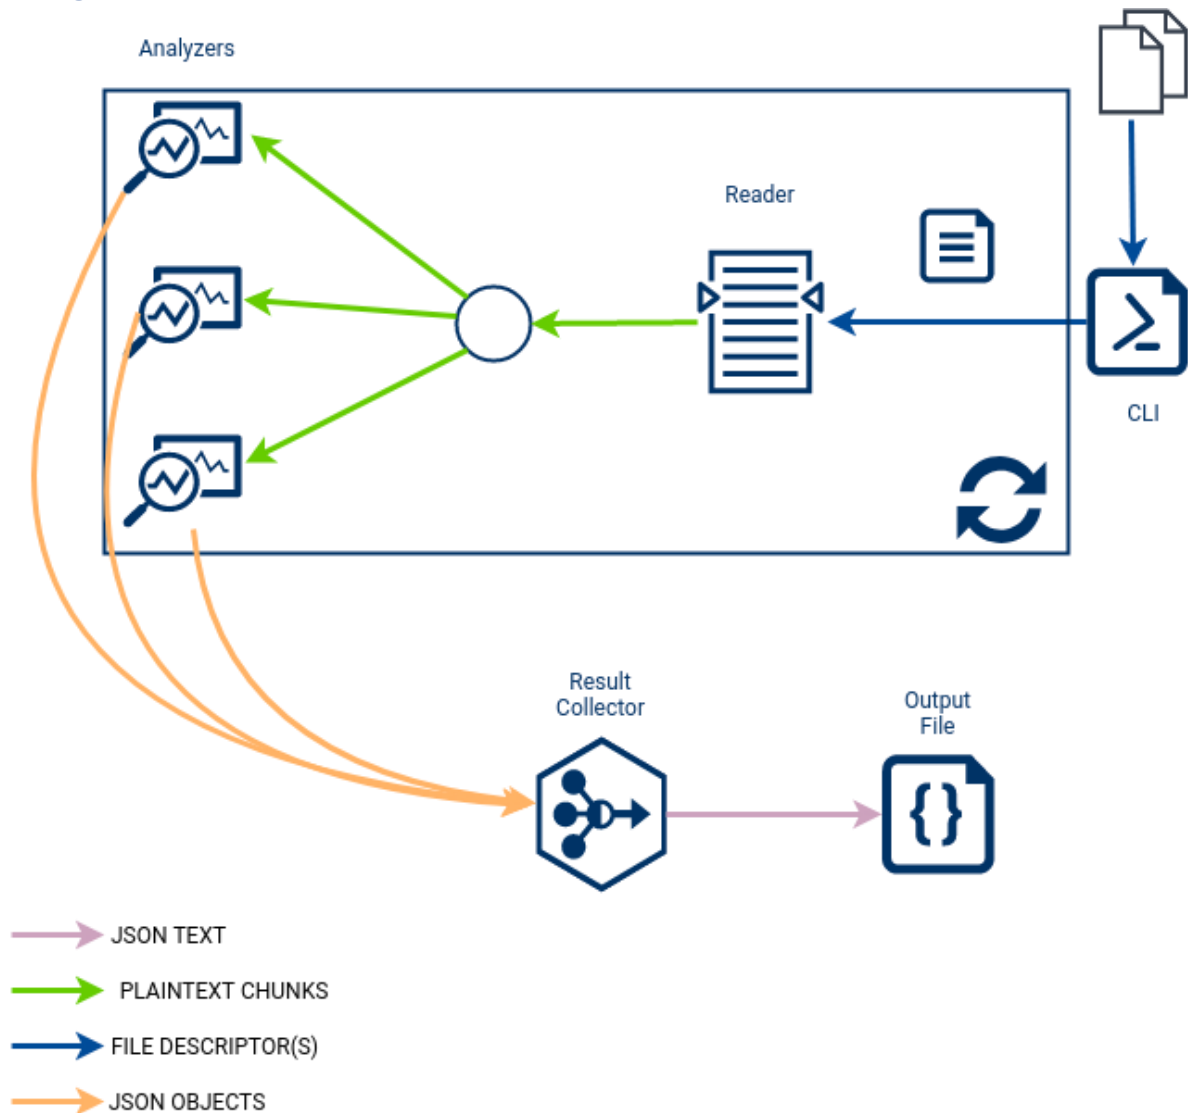 Analyzers
Reader
CLI
Result
Collector
Output
File
{}
JSON TEXT
PLAINTEXT CHUNKS
FILE DESCRIPTOR(S)
JSON OBJECTS